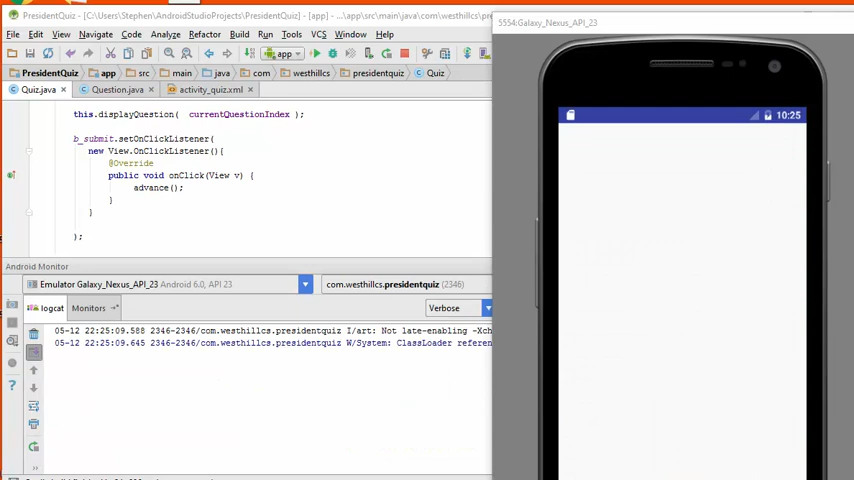 PresidentQuiz - [C:\Users\Stephen\AndroidStudioProjects\PresidentQuiz] - [app] - ...\app\src\main\java\com\westhillcs\pr
File Edit View Navigate Code Analyze Refactor Build Run Tools VCS Window
app
PresidentQuiz app src main java com westhillcs presidentquiz Quiz
Quiz.java Question.java activity_quiz.xml
this.displayQuestion( currentQuestionIndex );
b_submit.setOnClickListener(
new View.OnClickListener(){
@Override
public void onClick(View v) {
advance();
}
}
);
Android Monitor
Emulator Galaxy_Nexus_API_23 Android 6.0, API 23
com.westhillcs.presidentquiz (2346)
logcat Monitors
Verbose
05-12 22:25:09.588 2346-2346/com.westhillcs.presidentquiz I/art: Not late-enabling -Xch
05-12 22:25:09.645 2346-2346/com.westhillcs.presidentquiz W/System: ClassLoader referen
5554:Galaxy_Nexus_API_23
10:25